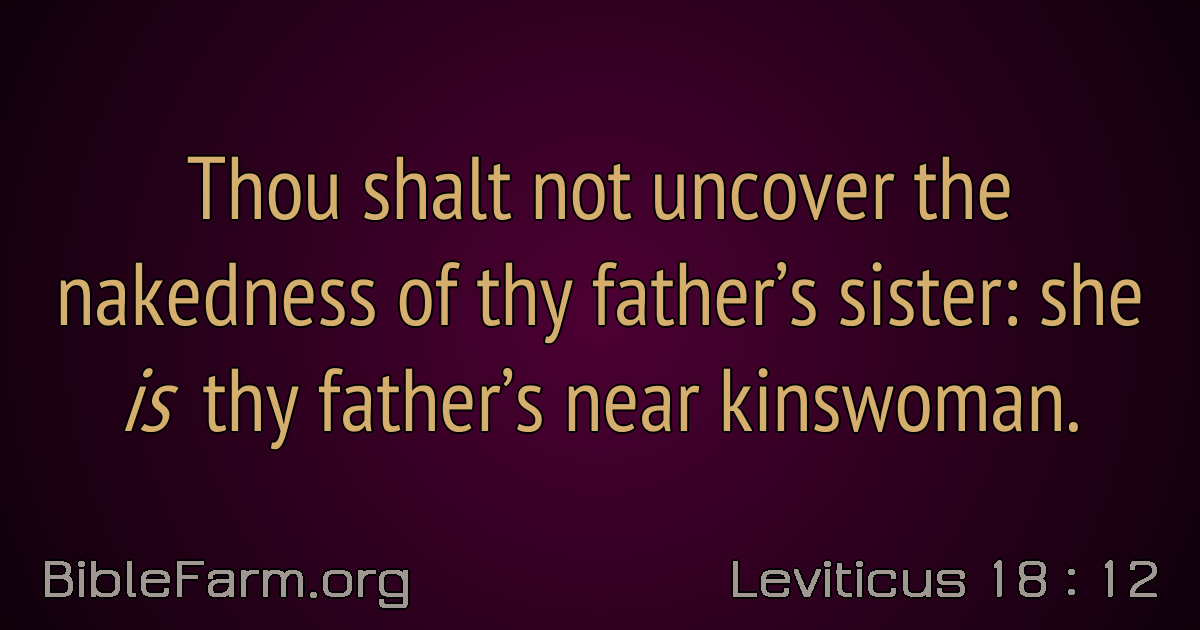 Thou shalt not uncover the
nakedness of thy father’s sister: she
is thy father’s near kinswoman.
BibleFarm.org
Leviticus 18 : 12